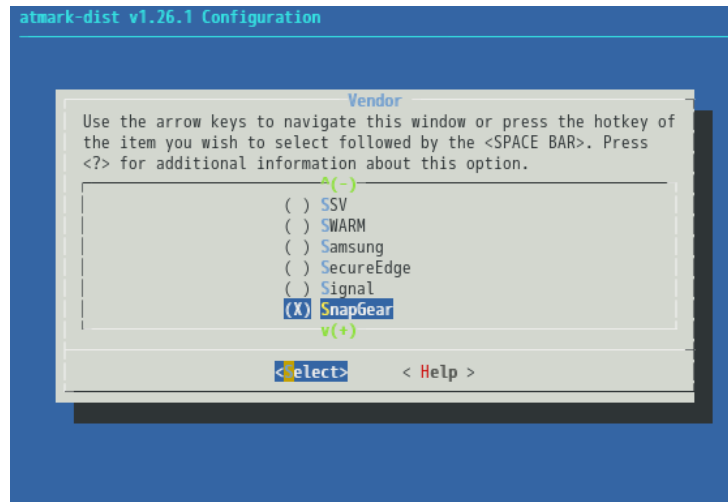 atmark-dist v1.26.1 Configuration
Vendor
Use the arrow keys to navigate this window or press the hotkey of
the item you wish to select followed by the <SPACE BAR>. Press
<?> for additional information about this option.
^(-)
( ) SSV
( ) SWARM
( ) Samsung
( ) SecureEdge
( ) Signal
(X) SnapGear
v(+)
<Select> < Help >